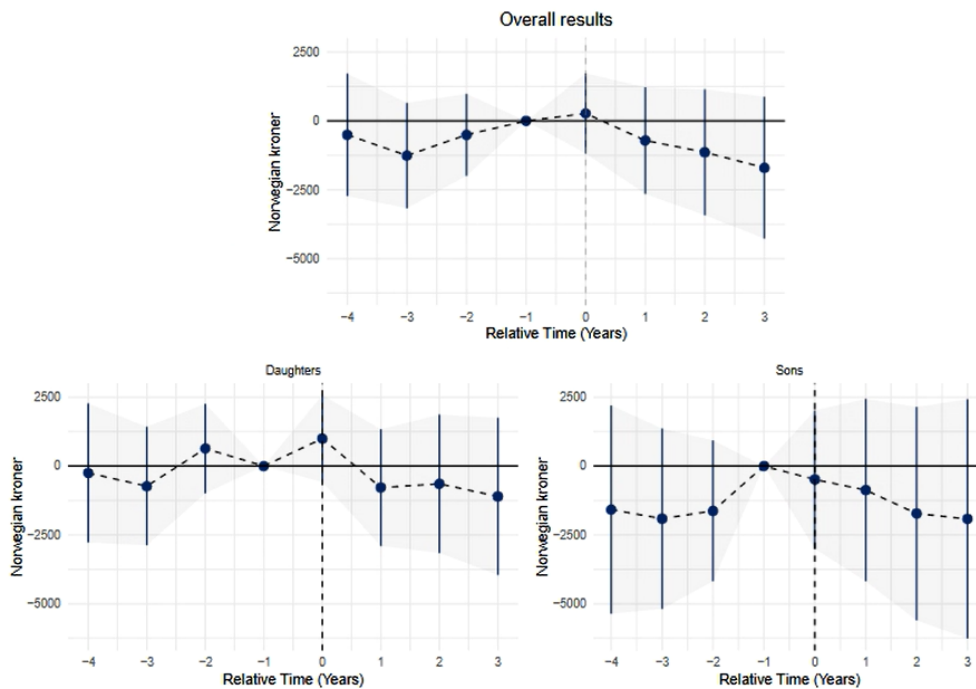 Overall results
2500
0
−2500
−5000
Norwegian kroner
−4 −3 −2 −1 0 1 2 3
Relative Time (Years)
Daughters
2500
0
−2500
−5000
Norwegian kroner
−4 −3 −2 −1 0 1 2 3
Relative Time (Years)
Sons
2500
0
−2500
−5000
Norwegian kroner
−4 −3 −2 −1 0 1 2 3
Relative Time (Years)